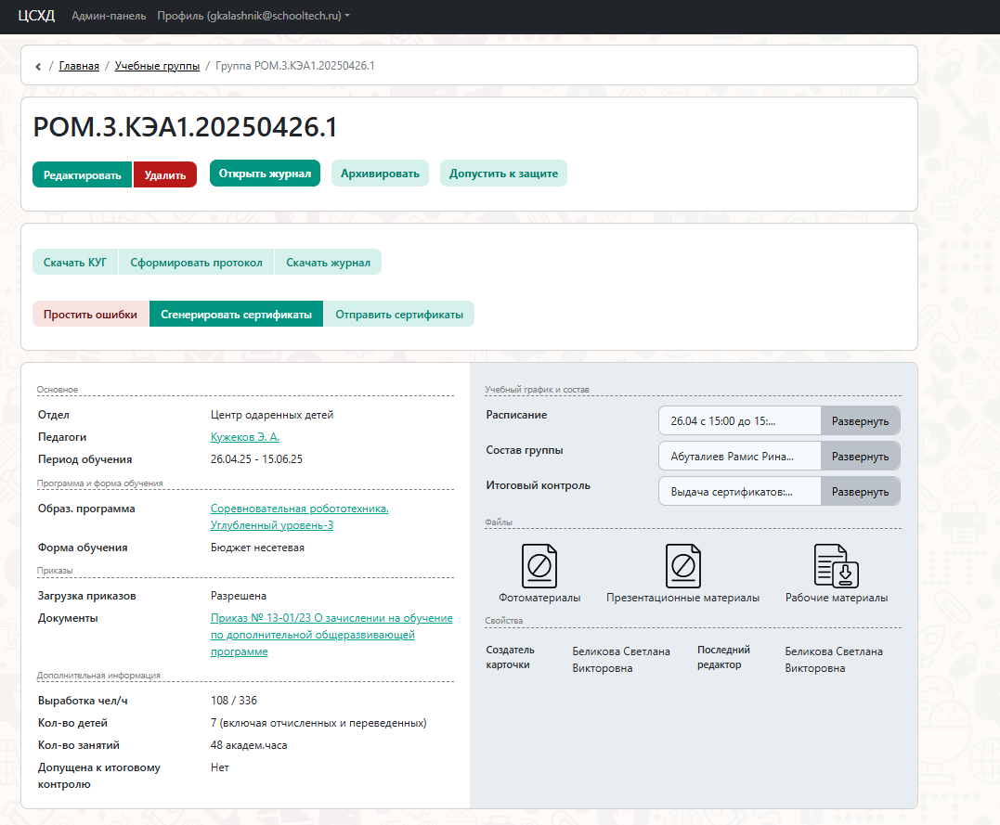 ЦСХД Админ-панель Профиль (gkalashnik@schooltech.ru)
‹ / Главная / Учебные группы / Группа РОМ.3.КЭА1.20250426.1
РОМ.3.КЭА1.20250426.1
Редактировать Удалить Открыть журнал Архивировать Допустить к защите
Скачать КУГ Сформировать протокол Скачать журнал
Простить ошибки Сгенерировать сертификаты Отправить сертификаты
Основное
Отдел Центр одаренных детей
Педагоги Кужеков Э. А.
Период обучения 26.04.25 - 15.06.25
Программа и форма обучения
Образ. программа Соревновательная робототехника.
Углубленный уровень-3
Форма обучения Бюджет несетевая
Приказы
Загрузка приказов Разрешена
Документы Приказ № 13-01/23 О зачислении на обучение
по дополнительной общеразвивающей
программе
Дополнительная информация
Выработка чел/ч 108 / 336
Кол-во детей 7 (включая отчисленных и переведенных)
Кол-во занятий 48 академ.часа
Допущена к итоговому Нет
контролю
Учебный график и состав
Расписание 26.04 с 15:00 до 15:... Развернуть
Состав группы Абуталиев Рамис Рина... Развернуть
Итоговый контроль Выдача сертификатов:... Развернуть
Файлы
Фотоматериалы Презентационные материалы Рабочие материалы
Свойства
Создатель Беликова Светлана Последний Беликова Светлана
карточки Викторовна редактор Викторовна